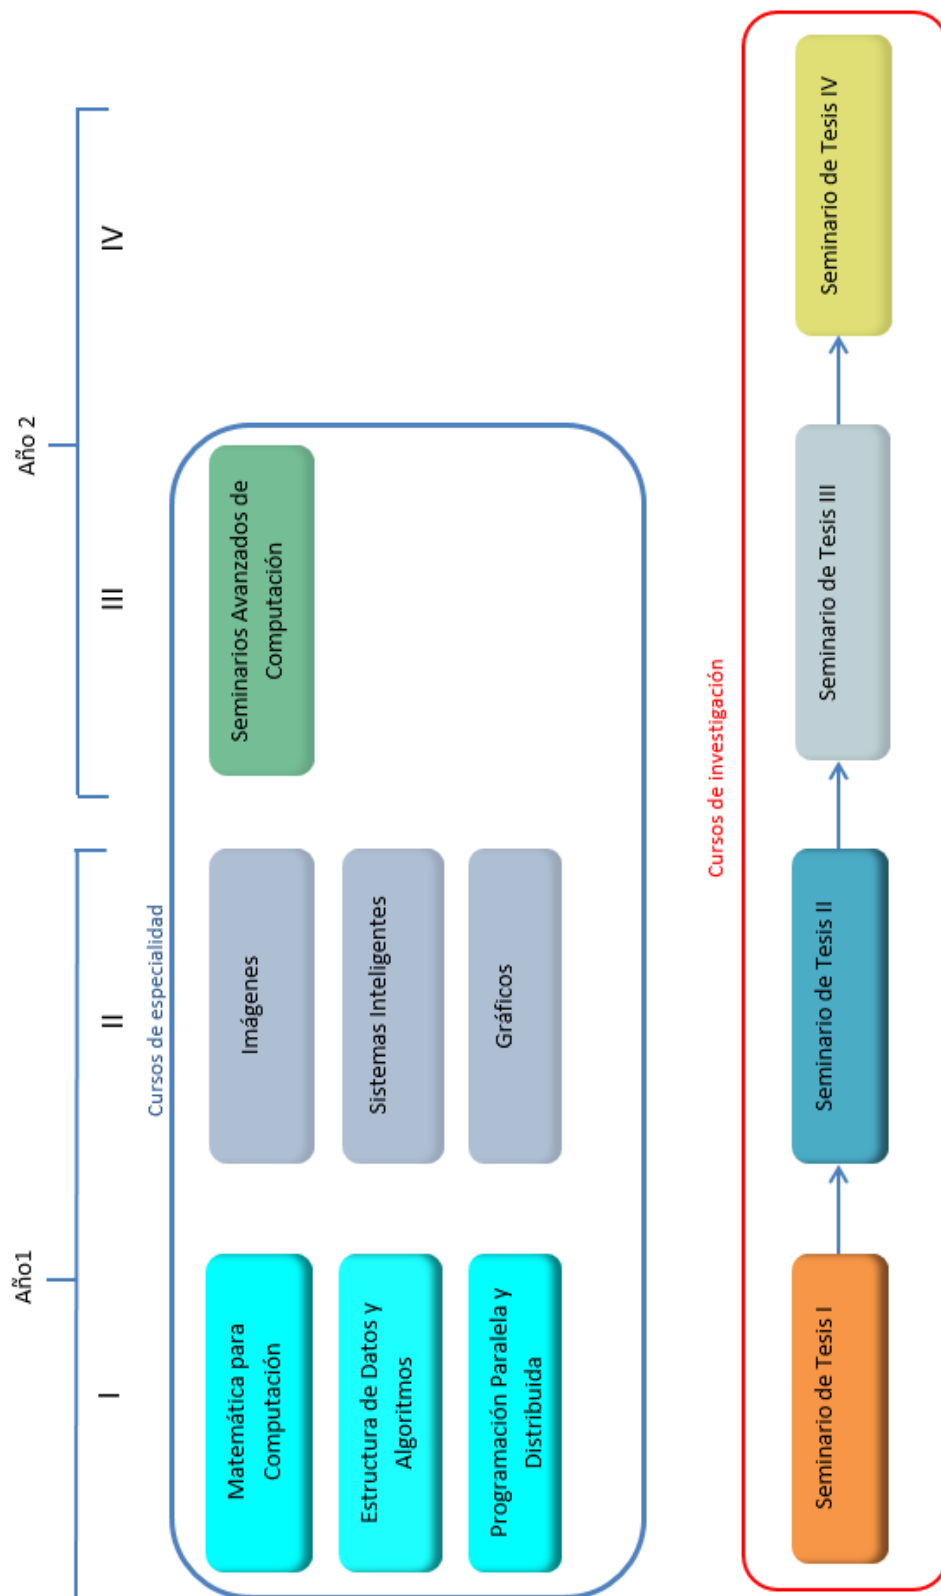 Año1
Año 2
I
II
III
IV
Cursos de especialidad
Matemática para
Computación
Estructura de Datos y
Algoritmos
Programación Paralela y
Distribuida
Imágenes
Sistemas Inteligentes
Gráficos
Seminarios Avanzados de
Computación
Cursos de investigación
Seminario de Tesis I
Seminario de Tesis II
Seminario de Tesis III
Seminario de Tesis IV